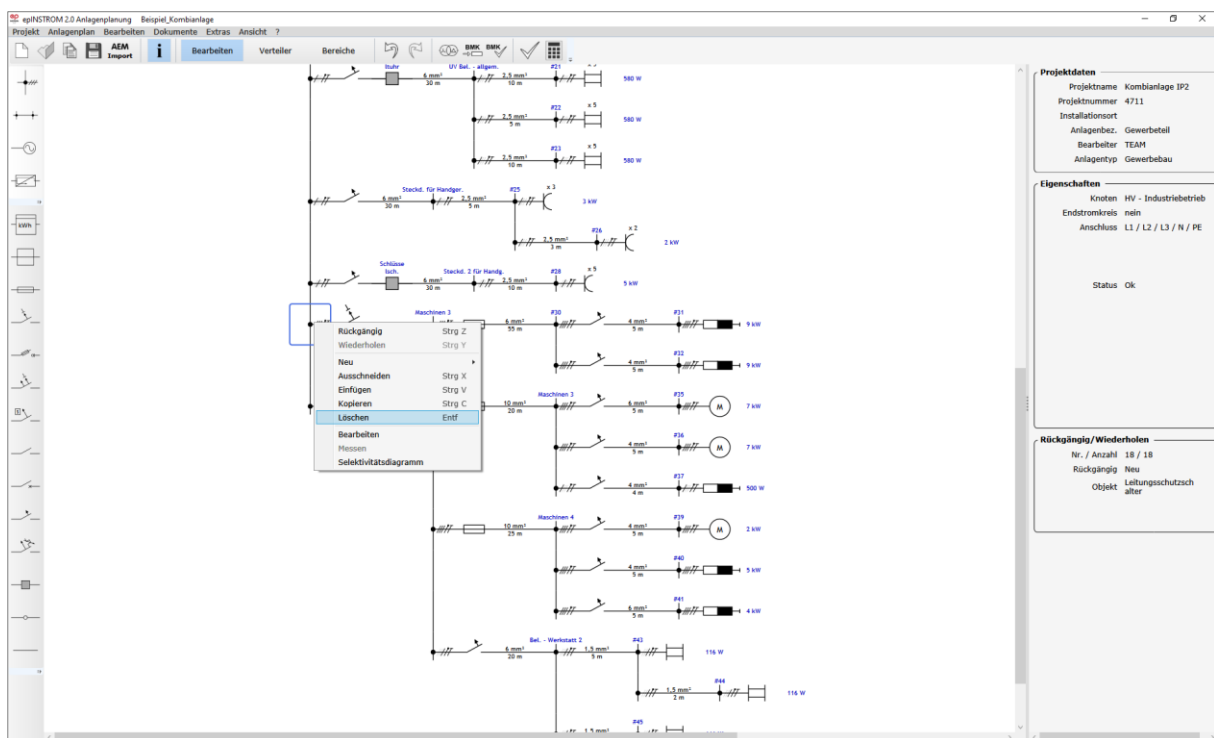 epINSTROM 2.0 Anlagenplanung Beispiel_Kombianlage
Projekt Anlagenplan Bearbeiten Dokumente Extras Ansicht ?
AEM Import i Bearbeiten Verteiler Bereiche BMK BMK
kWh
6 mm² 30 m UV Bel. - allgem. 2,5 mm² 10 m #21 580 W
2,5 mm² 5 m #22 x 5 580 W
2,5 mm² 10 m #23 x 5 580 W
6 mm² 30 m Steckd. für Handger. 2,5 mm² 5 m #25 x 3 3 kW
2,5 mm² 3 m #26 x 2 2 kW
Schlüsse lsch. 6 mm² 30 m Steckd. 2 für Handg. 2,5 mm² 10 m #28 x 5 5 kW
Maschinen 3 6 mm² 55 m #30 4 mm² 5 m #31 9 kW
4 mm² 5 m #32 9 kW
10 mm² 20 m Maschinen 3 6 mm² 5 m #35 M 7 kW
4 mm² 5 m #36 M 7 kW
4 mm² 4 m #37 500 W
10 mm² 25 m Maschinen 4 4 mm² 5 m #39 M 2 kW
4 mm² 5 m #40 5 kW
6 mm² 5 m #41 4 kW
6 mm² 20 m Bel. - Werkstatt 2 1,5 mm² 5 m #43 116 W
1,5 mm² 2 m #44 116 W
1,5 mm² #45
Rückgängig Strg Z
Wiederholen Strg Y
Neu
Ausschneiden Strg X
Einfügen Strg V
Kopieren Strg C
Löschen Entf
Bearbeiten
Messen
Selektivitätsdiagramm
Projektdaten
Projektname Kombianlage IP2
Projektnummer 4711
Installationsort
Anlagenbez. Gewerbeteil
Bearbeiter TEAM
Anlagentyp Gewerbebau
Eigenschaften
Knoten HV - Industriebetrieb
Endstromkreis nein
Anschluss L1 / L2 / L3 / N / PE
Status Ok
Rückgängig/Wiederholen
Nr. / Anzahl 18 / 18
Rückgängig Neu
Objekt Leitungsschutzsch
alter